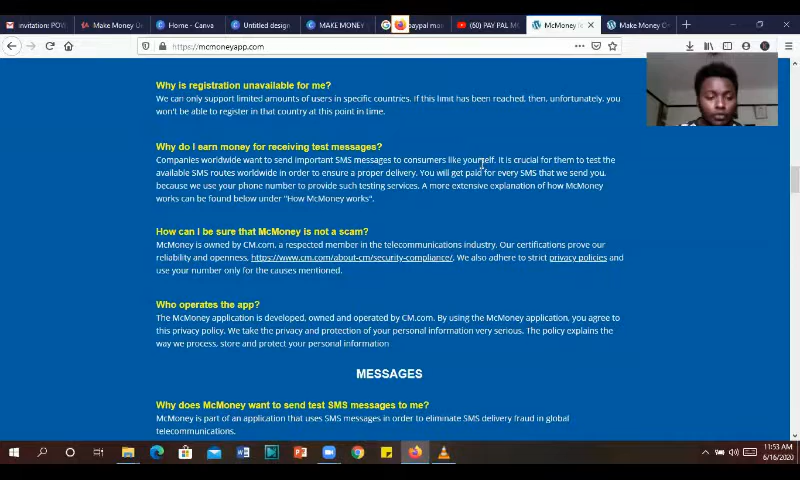 invitation: POW
Make Money De
Home - Canva
Untitled design
MAKE MONEY
paypal mon
(60) PAY PAL MO
McMoney
Make Money O
https://mcmoneyapp.com
Why is registration unavailable for me?
We can only support limited amounts of users in specific countries. If this limit has been reached, then, unfortunately, you
won't be able to register in that country at this point in time.
Why do I earn money for receiving test messages?
Companies worldwide want to send important SMS messages to consumers like yourself. It is crucial for them to test the
available SMS routes worldwide in order to ensure a proper delivery. You will get paid for every SMS that we send you,
because we use your phone number to provide such testing services. A more extensive explanation of how McMoney
works can be found below under "How McMoney works".
How can I be sure that McMoney is not a scam?
McMoney is owned by CM.com, a respected member in the telecommunications industry. Our certifications prove our
reliability and openness, https://www.cm.com/about-cm/security-compliance/. We also adhere to strict privacy policies and
use your number only for the causes mentioned.
Who operates the app?
The McMoney application is developed, owned and operated by CM.com. By using the McMoney application, you agree to
this privacy policy. We take the privacy and protection of your personal information very serious. The policy explains the
way we process, store and protect your personal information
MESSAGES
Why does McMoney want to send test SMS messages to me?
McMoney is part of an application that uses SMS messages in order to eliminate SMS delivery fraud in global
telecommunications.
11:53 AM
6/16/2020